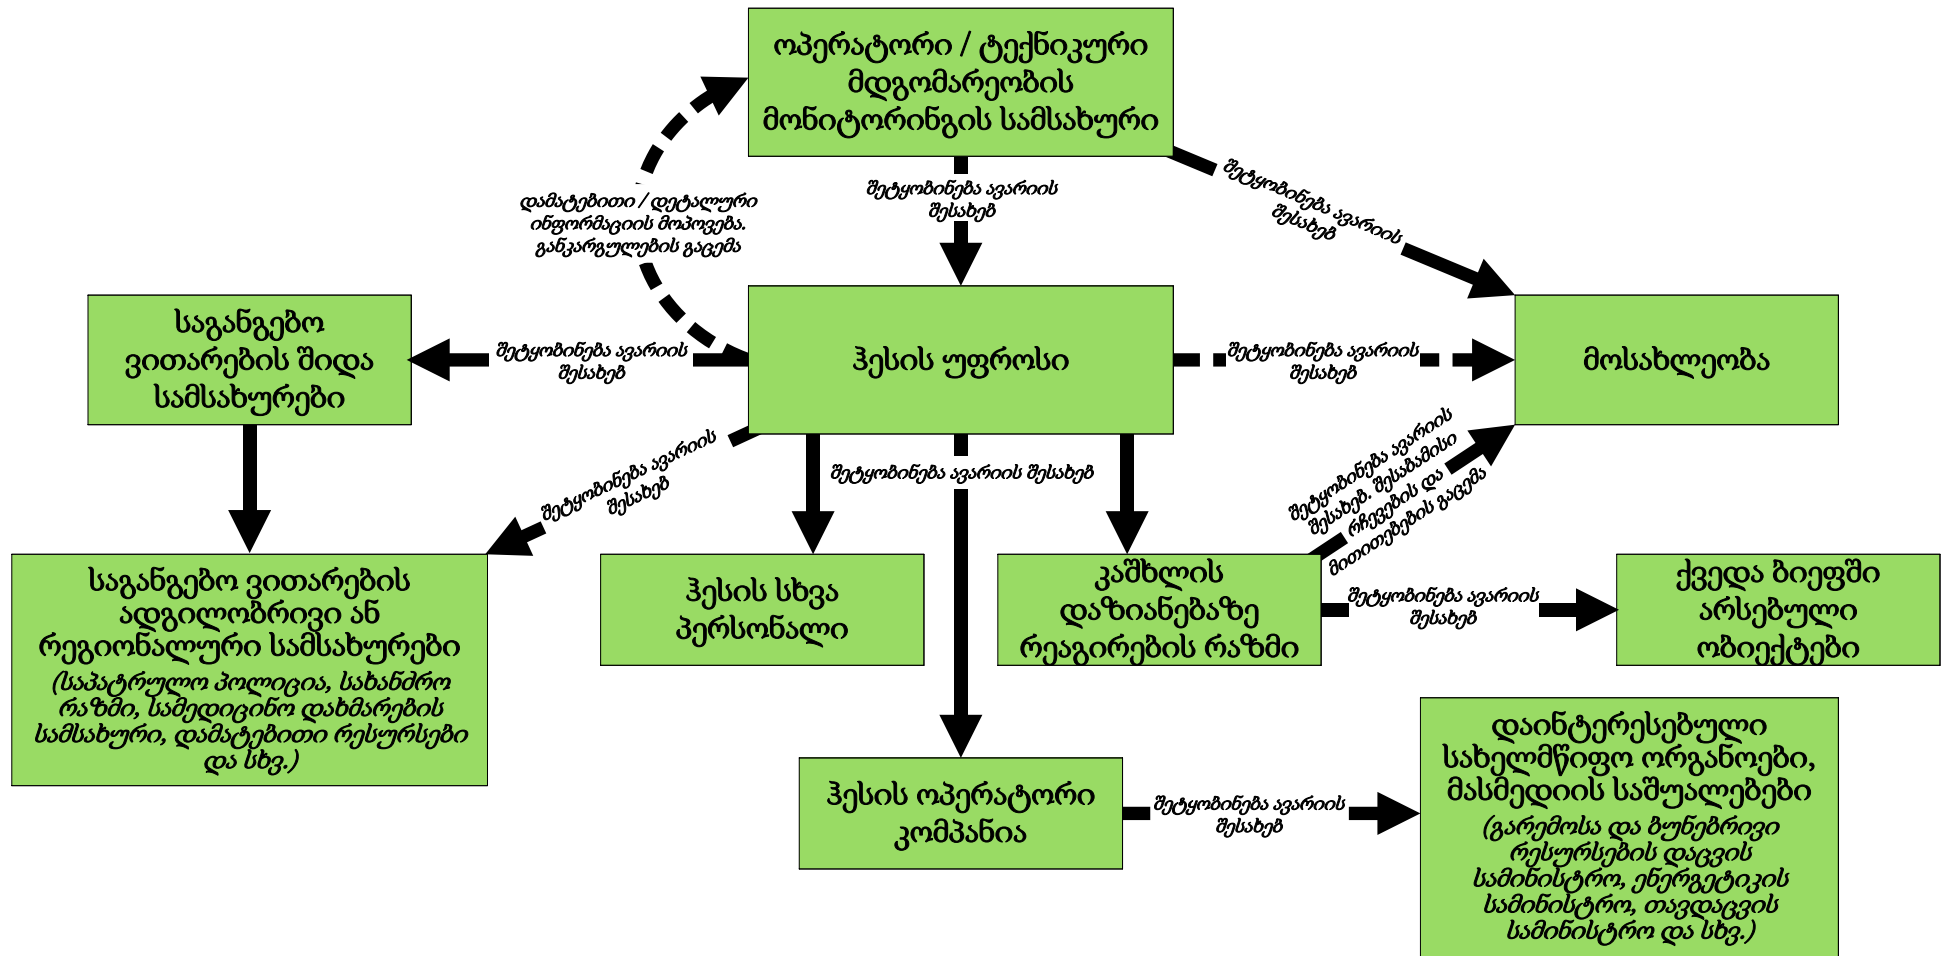 ოპერატორი / ტექნიკური
მდგომარეობის
მონიტორინგის სამსახური
დამატებითი / დეტალური
ინფორმაციის მოპოვება.
განკარგულების გაცემა
შეტყობინება ავარიის
შესახებ
შეტყობინება ავარიის
შესახებ
საგანგებო
ვითარების შიდა
სამსახურები
შეტყობინება ავარიის
შესახებ
ჰესის უფროსი
შეტყობინება ავარიის
შესახებ
მოსახლეობა
შეტყობინება ავარიის
შესახებ
შეტყობინება ავარიის შესახებ
შეტყობინება ავარიის
შესახებ. შესაბამისი
რჩევების და
მითითებების გაცემა
საგანგებო ვითარების
ადგილობრივი ან
რეგიონალური სამსახურები
(საპატრულო პოლიცია, სახანძრო
რაზმი, სამედიცინო დახმარების
სამსახური, დამატებითი რესურსები
და სხვ.)
ჰესის სხვა
პერსონალი
კაშხლის
დაზიანებაზე
რეაგირების რაზმი
შეტყობინება ავარიის
შესახებ
ქვედა ბიეფში
არსებული
ობიექტები
ჰესის ოპერატორი
კომპანია
შეტყობინება ავარიის
შესახებ
დაინტერესებული
სახელმწიფო ორგანოები,
მასმედიის საშუალებები
(გარემოსა და ბუნებრივი
რესურსების დაცვის
სამინისტრო, ენერგეტიკის
სამინისტრო, თავდაცვის
სამინისტრო და სხვ.)